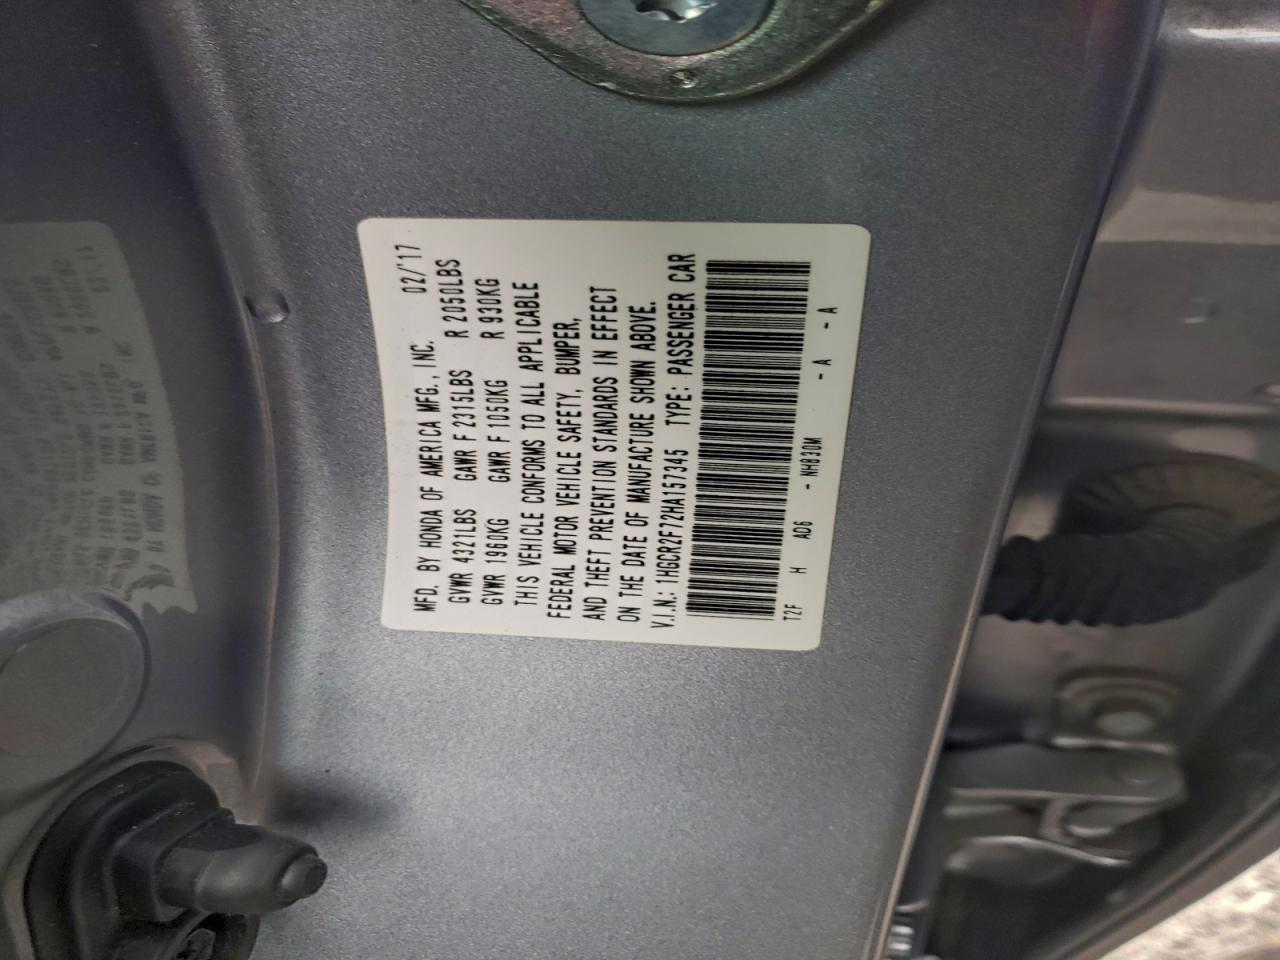 MFD. BY HONDA OF AMERICA MFG., INC. 02/'17
GVWR 4321LBS GAWR F 2315LBS R 2050LBS
GVWR 1960KG GAWR F 1050KG R 930KG
THIS VEHICLE CONFORMS TO ALL APPLICABLE
FEDERAL MOTOR VEHICLE SAFETY, BUMPER,
AND THEFT PREVENTION STANDARDS IN EFFECT
ON THE DATE OF MANUFACTURE SHOWN ABOVE.
V.I.N.: 1HGCR2F72HA157345 TYPE: PASSENGER CAR
T2F H AD6 - NH830M - A - A